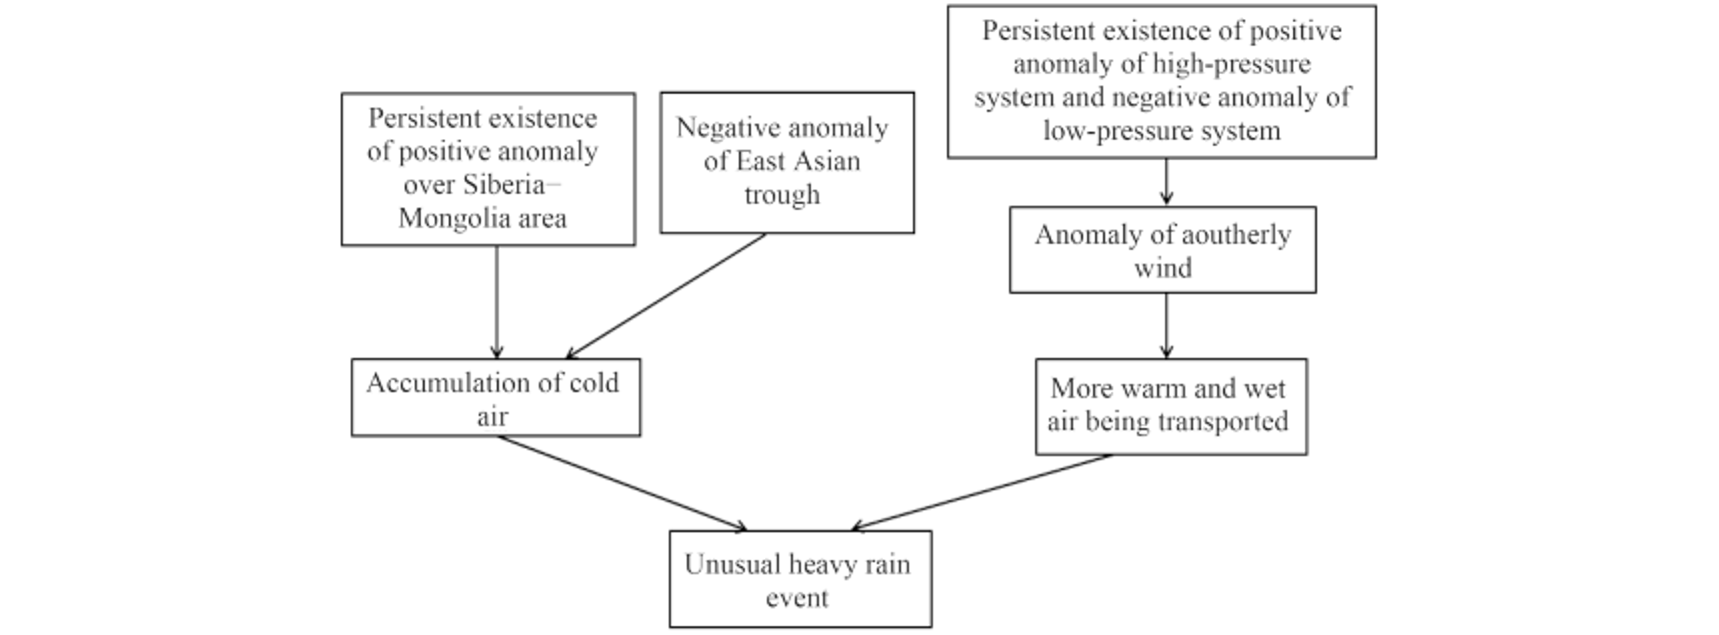 Persistent existence of positive
anomaly of high-pressure
system and negative anomaly of
low-pressure system
Persistent existence
of positive anomaly
over Siberia−
Mongolia area
Negative anomaly
of East Asian
trough
Anomaly of aoutherly
wind
Accumulation of cold
air
More warm and wet
air being transported
Unusual heavy rain
event